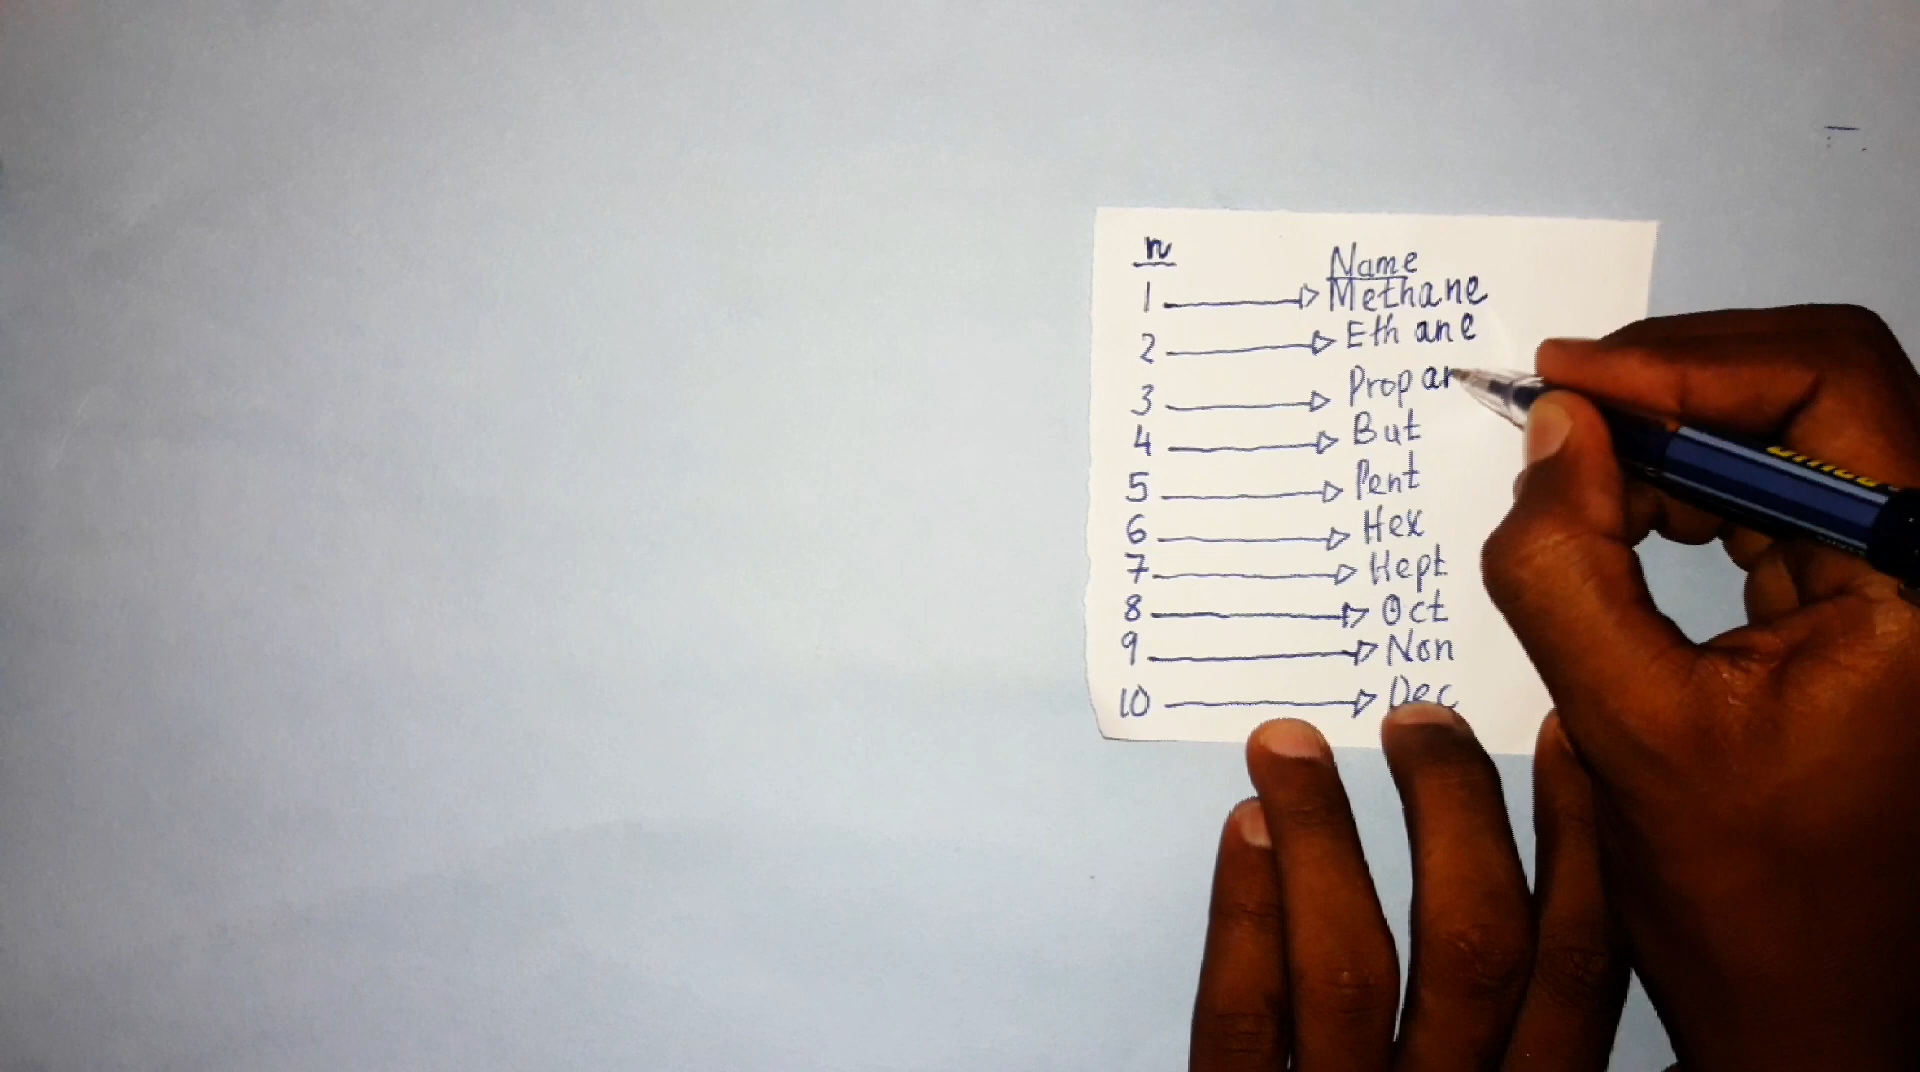 n Name
1 Methane
2 Ethane
3 Propan
4 But
5 Pent
6 Hex
7 Hept
8 Oct
9 Non
10 Dec